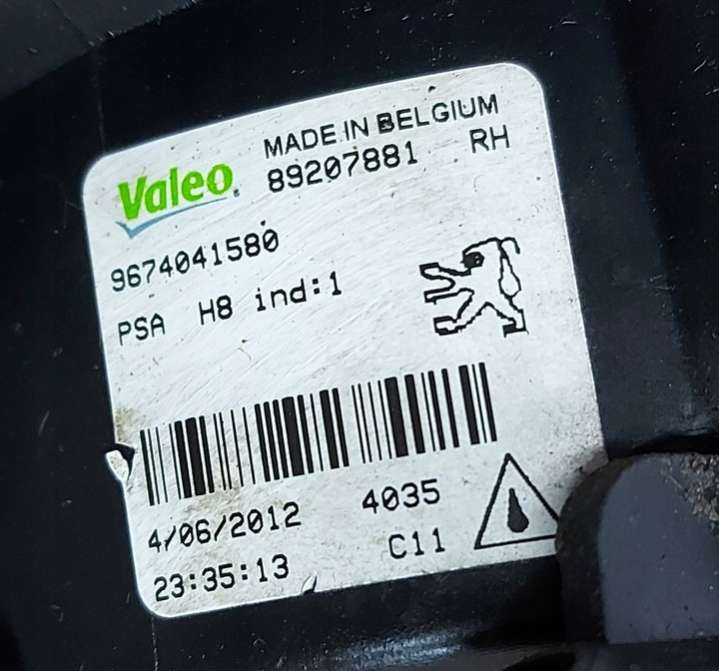 Valeo
MADE IN BELGIUM
89207881 RH
9674041580
PSA H8 ind:1
4/06/2012 4035
23:35:13 C11